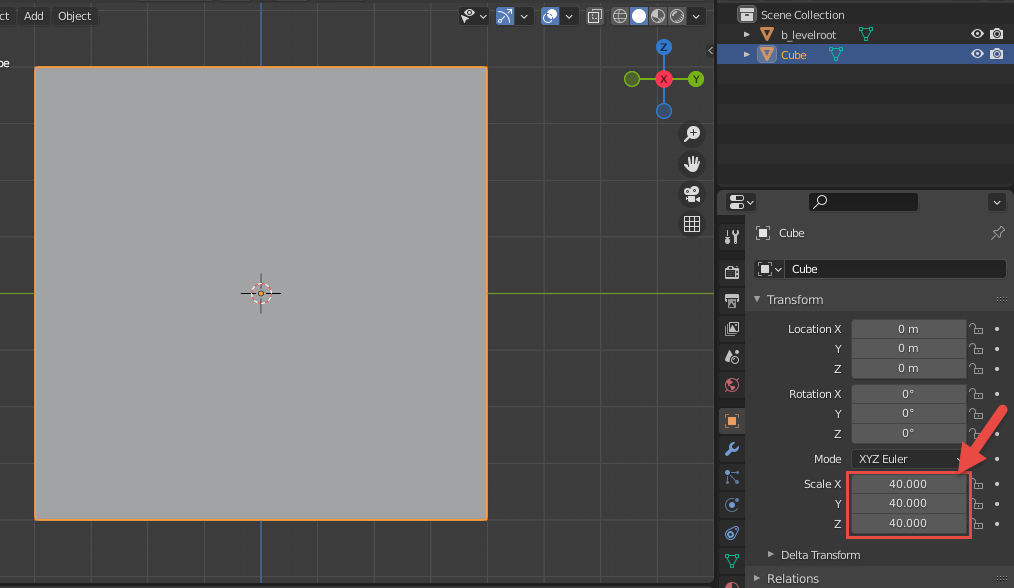 ct Add Object
be
Z
X
Y
Scene Collection
b_levelroot
Cube
Cube
Cube
Transform
Location X 0 m
Y 0 m
Z 0 m
Rotation X 0°
Y 0°
Z 0°
Mode XYZ Euler
Scale X 40.000
Y 40.000
Z 40.000
Delta Transform
Relations